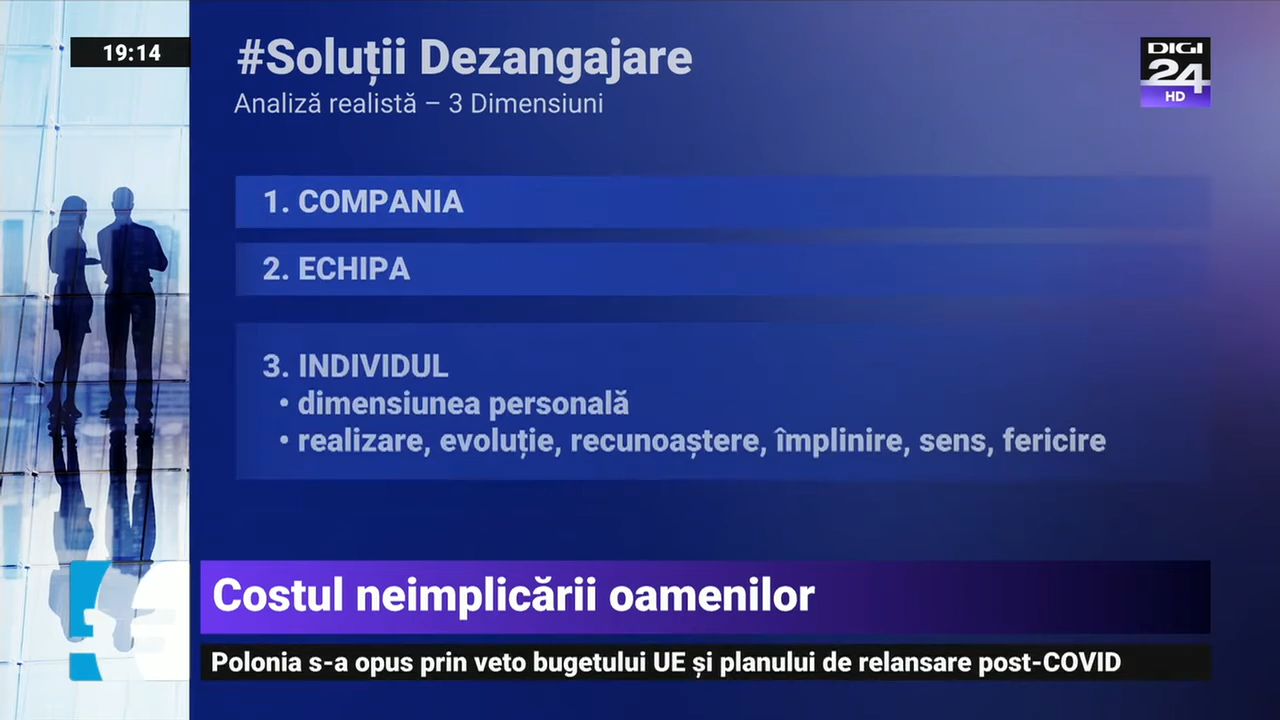 19:14
#Soluții Dezangajare
Analiză realistă – 3 Dimensiuni
DIGI
24
HD
1. COMPANIA
2. ECHIPA
3. INDIVIDUL
• dimensiunea personală
• realizare, evoluție, recunoaștere, împlinire, sens, fericire
Costul neimplicării oamenilor
Polonia s-a opus prin veto bugetului UE și planului de relansare post-COVID